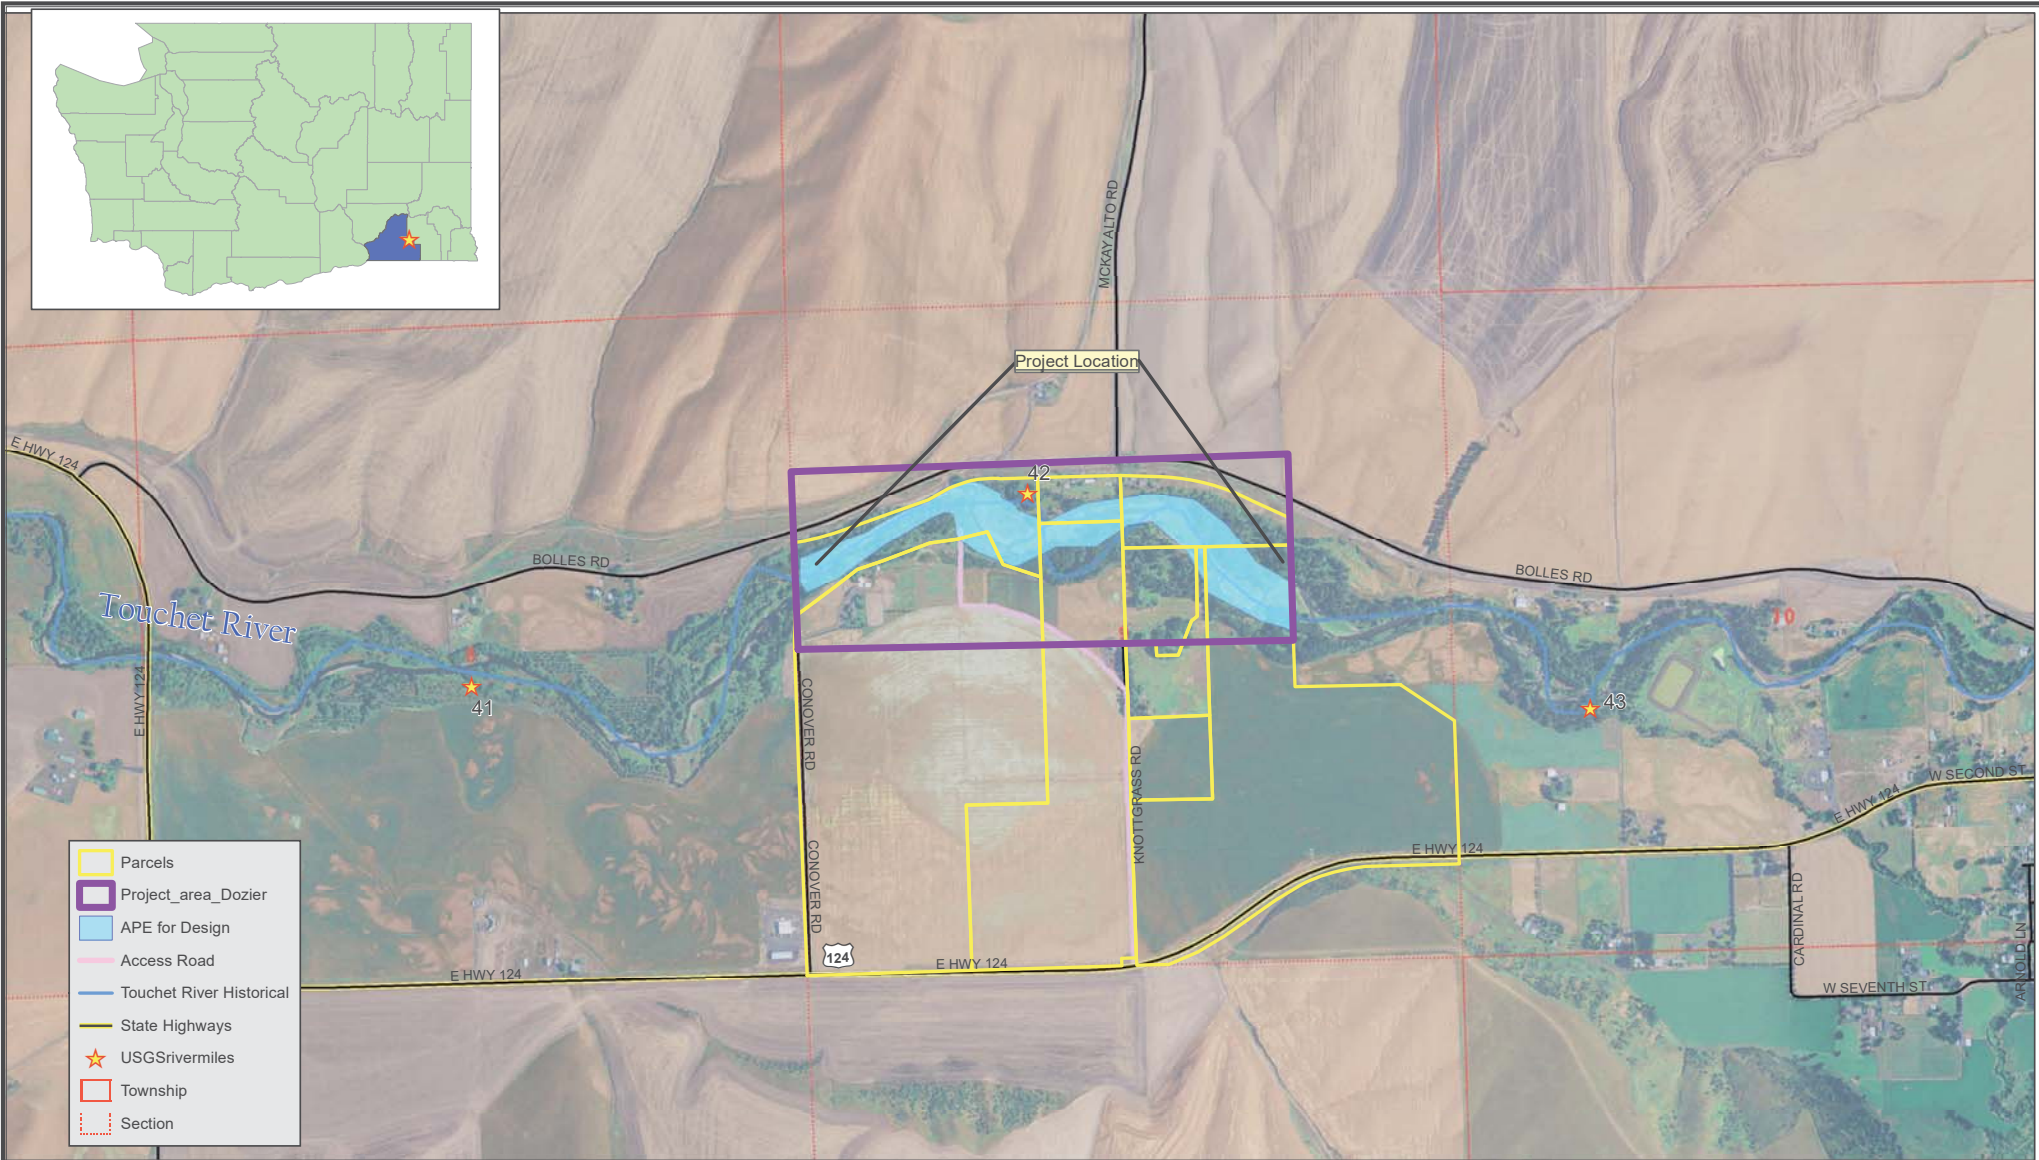 MCKAY ALTO RD
Project Location
42
E HWY 124
BOLLES RD
BOLLES RD
Touchet River
10
E HWY 124
41
43
CONOVER RD
KNOTTGRASS RD
W SECOND ST
E HWY 124
E HWY 124
CONOVER RD
CARDINAL RD
ARNOLD LN
124
E HWY 124
E HWY 124
W SEVENTH ST
Parcels
Project_area_Dozier
APE for Design
Access Road
Touchet River Historical
State Highways
USGSrivermiles
Township
Section